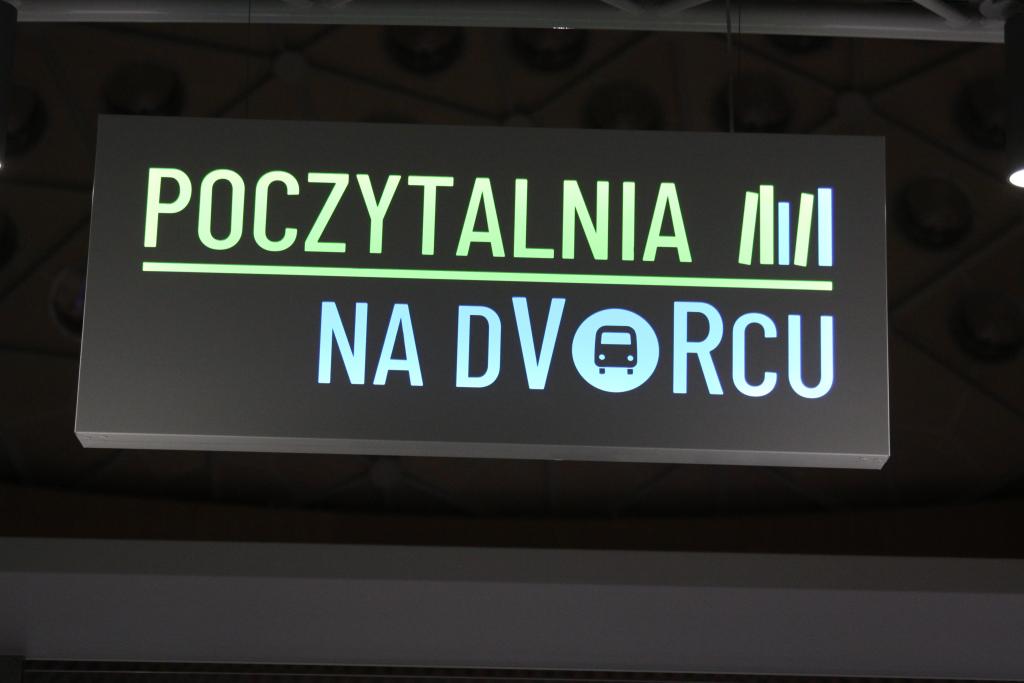 POCZYTALNIA
NA DVORCU